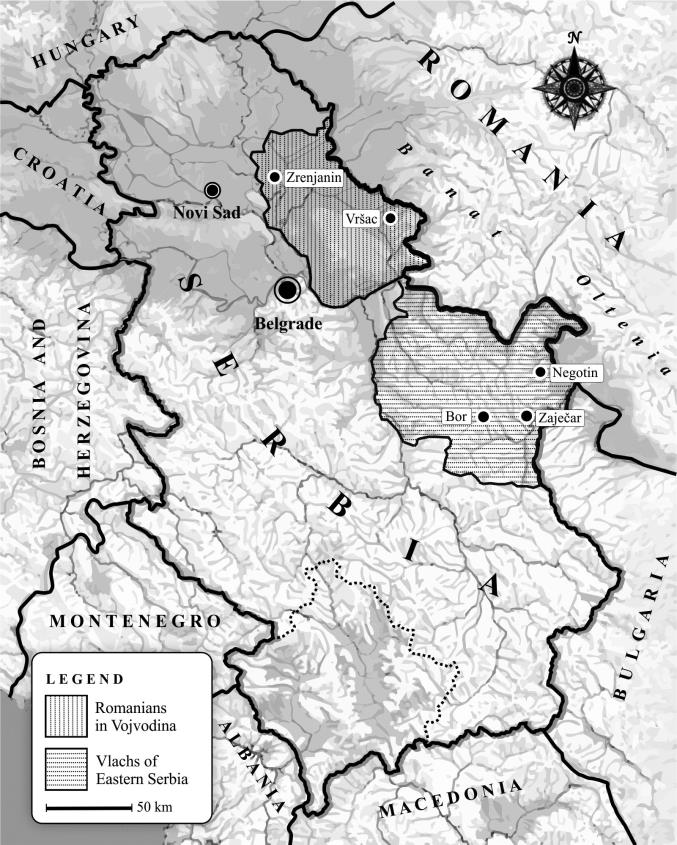 HUNGARY
N
ROMANIA
CROATIA
Banat
Zrenjanin
Novi Sad
Vršac
SERBIA
Oltenia
Belgrade
BOSNIA AND
HERZEGOVINA
Negotin
Bor
Zaječar
BULGARIA
MONTENEGRO
LEGEND
Romanians
in Vojvodina
Vlachs of
Eastern Serbia
50 km
ALBANIA
MACEDONIA